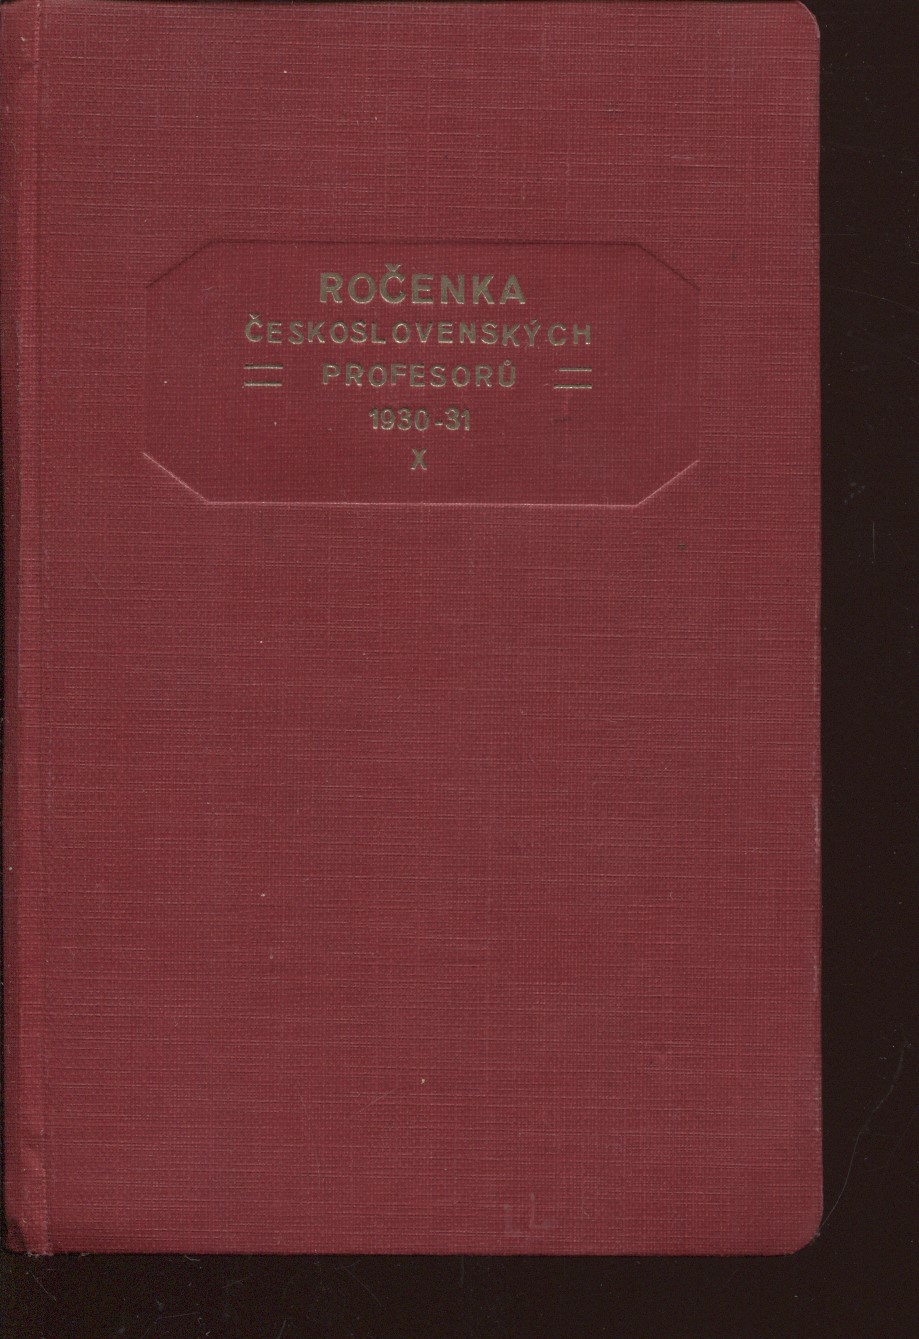 ROČENKA
ČESKOSLOVENSKÝCH
PROFESORŮ
1930-31
X